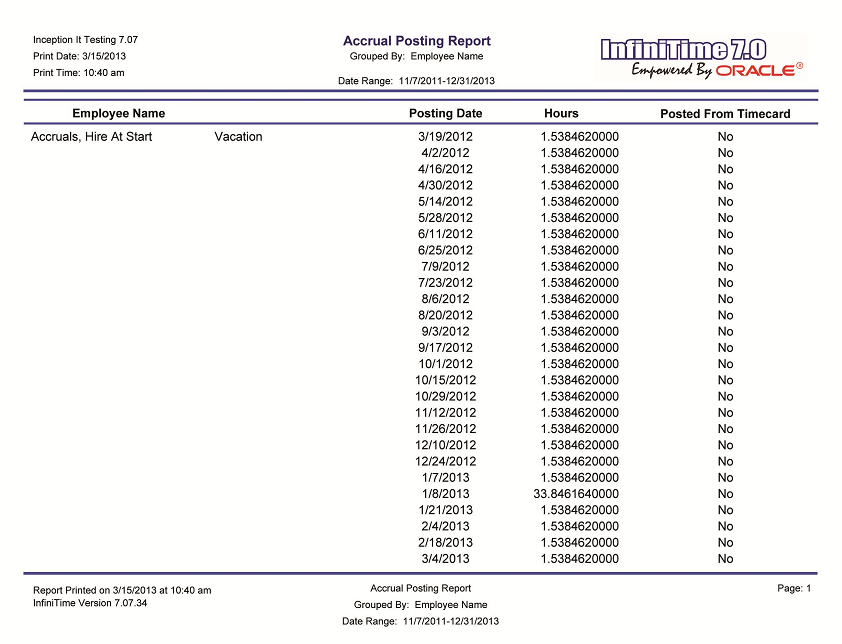 Inception It Testing 7.07
Print Date: 3/15/2013
Print Time: 10:40 am
Accrual Posting Report
Grouped By: Employee Name
Date Range: 11/7/2011-12/31/2013
InfiniTime 7.0
Empowered By ORACLE®
Employee Name Posting Date Hours Posted From Timecard
Accruals, Hire At Start Vacation 3/19/2012 1.5384620000 No
4/2/2012 1.5384620000 No
4/16/2012 1.5384620000 No
4/30/2012 1.5384620000 No
5/14/2012 1.5384620000 No
5/28/2012 1.5384620000 No
6/11/2012 1.5384620000 No
6/25/2012 1.5384620000 No
7/9/2012 1.5384620000 No
7/23/2012 1.5384620000 No
8/6/2012 1.5384620000 No
8/20/2012 1.5384620000 No
9/3/2012 1.5384620000 No
9/17/2012 1.5384620000 No
10/1/2012 1.5384620000 No
10/15/2012 1.5384620000 No
10/29/2012 1.5384620000 No
11/12/2012 1.5384620000 No
11/26/2012 1.5384620000 No
12/10/2012 1.5384620000 No
12/24/2012 1.5384620000 No
1/7/2013 1.5384620000 No
1/8/2013 33.8461640000 No
1/21/2013 1.5384620000 No
2/4/2013 1.5384620000 No
2/18/2013 1.5384620000 No
3/4/2013 1.5384620000 No
Report Printed on 3/15/2013 at 10:40 am
InfiniTime Version 7.07.34
Accrual Posting Report
Grouped By: Employee Name
Date Range: 11/7/2011-12/31/2013
Page: 1